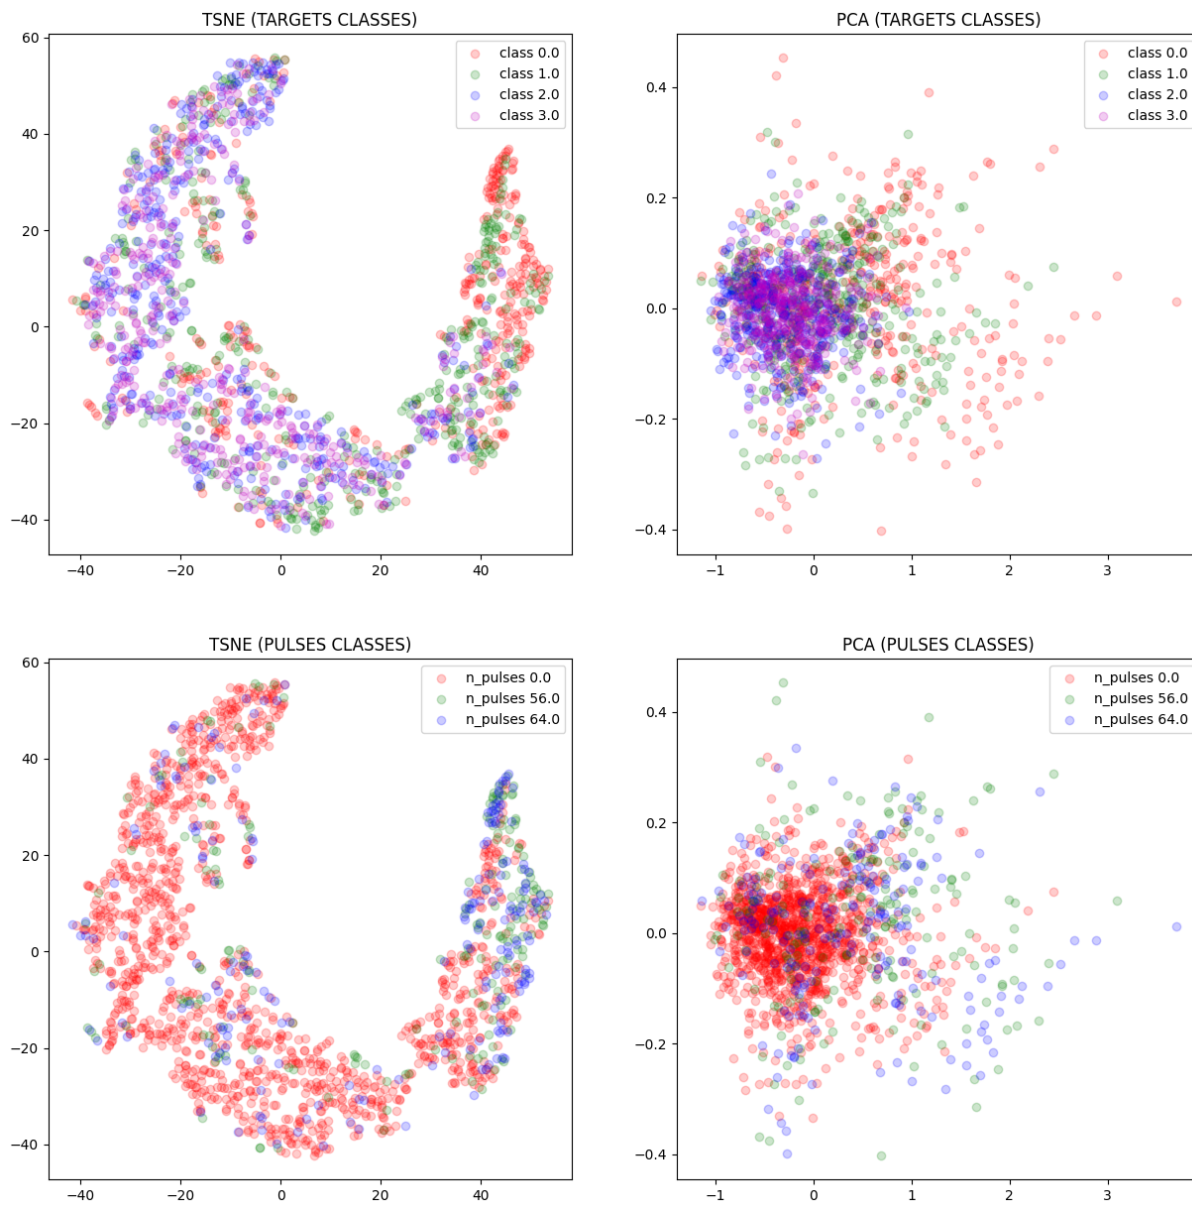 TSNE (TARGETS CLASSES)
60
40
20
0
−20
−40
−40
−20
0
20
40
class 0.0
class 1.0
class 2.0
class 3.0
PCA (TARGETS CLASSES)
0.4
0.2
0.0
−0.2
−0.4
−1
0
1
2
3
class 0.0
class 1.0
class 2.0
class 3.0
TSNE (PULSES CLASSES)
60
40
20
0
−20
−40
−40
−20
0
20
40
n_pulses 0.0
n_pulses 56.0
n_pulses 64.0
PCA (PULSES CLASSES)
0.4
0.2
0.0
−0.2
−0.4
−1
0
1
2
3
n_pulses 0.0
n_pulses 56.0
n_pulses 64.0